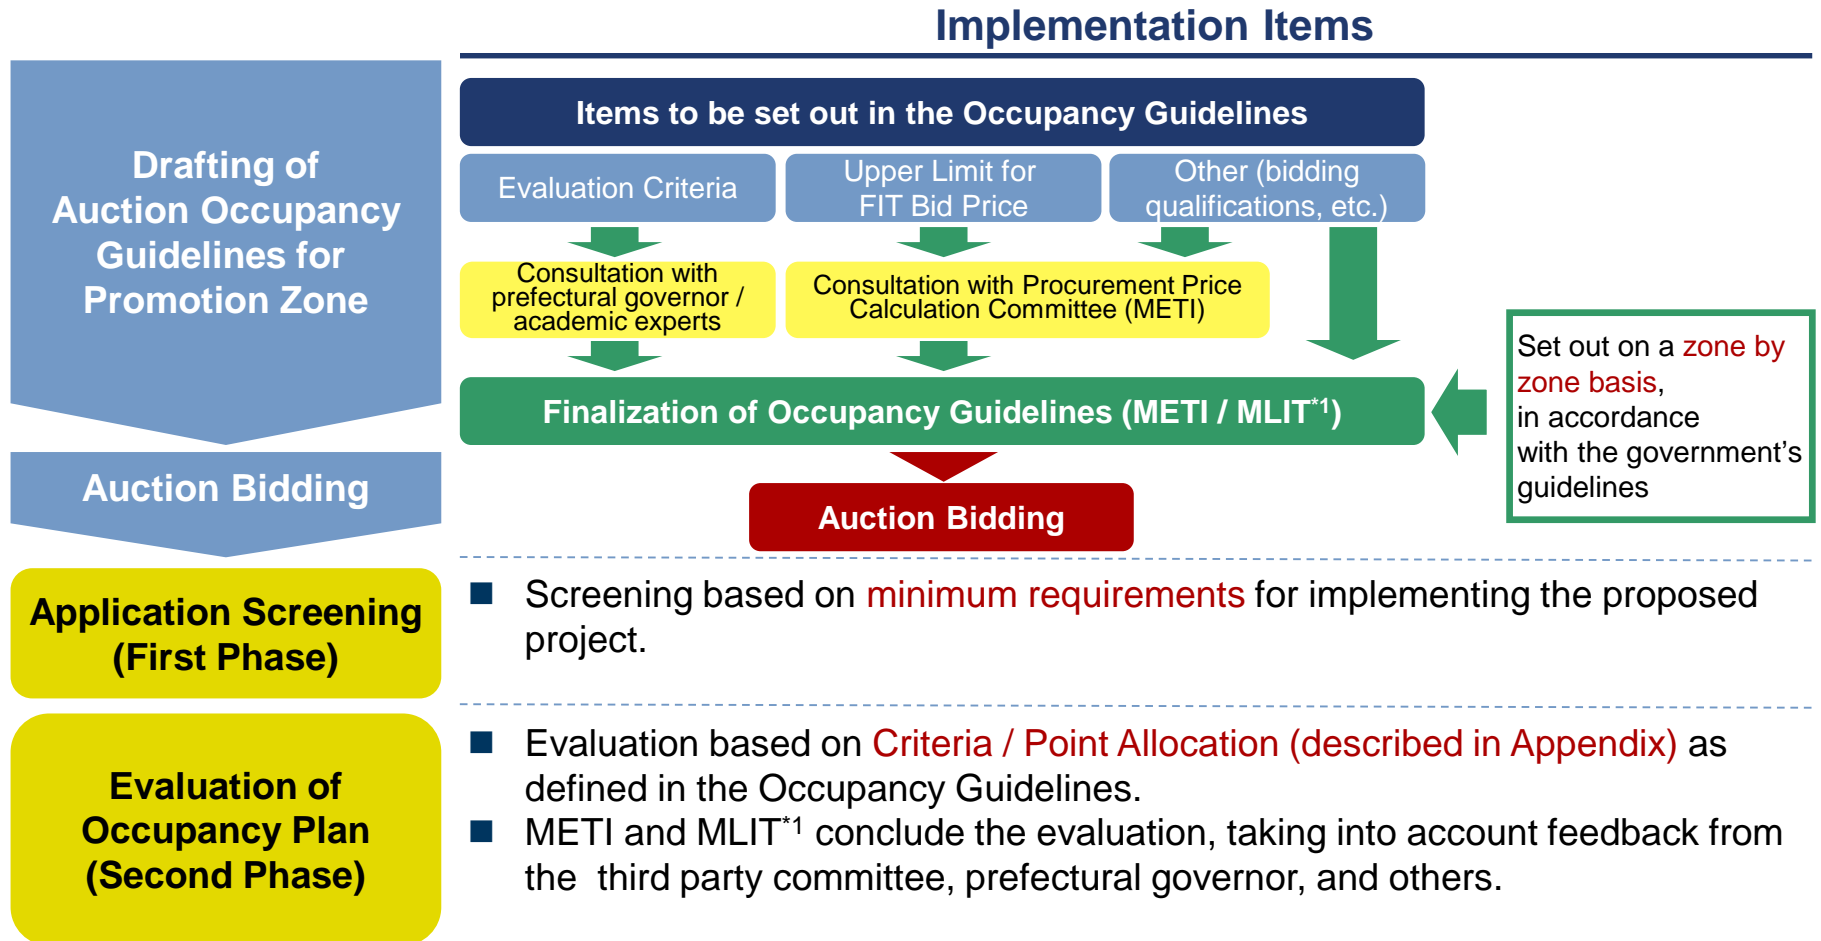 Implementation Items
Drafting of
Auction Occupancy
Guidelines for
Promotion Zone
Items to be set out in the Occupancy Guidelines
Evaluation Criteria
Upper Limit for
FIT Bid Price
Other (bidding
qualifications, etc.)
Consultation with
prefectural governor /
academic experts
Consultation with Procurement Price
Calculation Committee (METI)
Finalization of Occupancy Guidelines (METI / MLIT*1)
Set out on a zone by
zone basis,
in accordance
with the government's
guidelines
Auction Bidding
Auction Bidding
Application Screening
(First Phase)
■ Screening based on minimum requirements for implementing the proposed
project.
Evaluation of
Occupancy Plan
(Second Phase)
■ Evaluation based on Criteria / Point Allocation (described in Appendix) as
defined in the Occupancy Guidelines.
■ METI and MLIT*1 conclude the evaluation, taking into account feedback from
the third party committee, prefectural governor, and others.